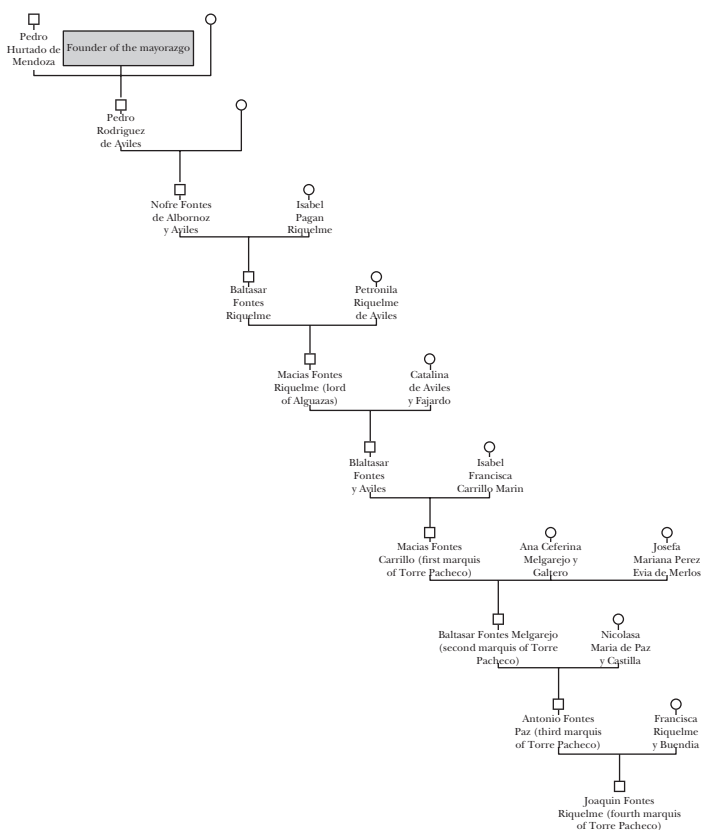 Pedro
Hurtado de
Mendoza
Founder of the mayorazgo
Pedro
Rodriguez
de Aviles
Nofre Fontes
de Albornoz
y Aviles
Isabel
Pagan
Riquelme
Baltasar
Fontes
Riquelme
Petronila
Riquelme
de Aviles
Macias Fontes
Riquelme (lord
of Alguazas)
Catalina
de Aviles
y Fajardo
Blaltasar
Fontes
y Aviles
Isabel
Francisca
Carrillo Marin
Macias Fontes
Carrillo (first marquis
of Torre Pacheco)
Ana Ceferina
Melgarejo y
Galtero
Josefa
Mariana Perez
Evia de Merlos
Baltasar Fontes Melgarejo
(second marquis of Torre
Pacheco)
Nicolasa
Maria de Paz
y Castilla
Antonio Fontes
Paz (third marquis
of Torre Pacheco)
Francisca
Riquelme
y Buendia
Joaquin Fontes
Riquelme (fourth marquis
of Torre Pacheco)